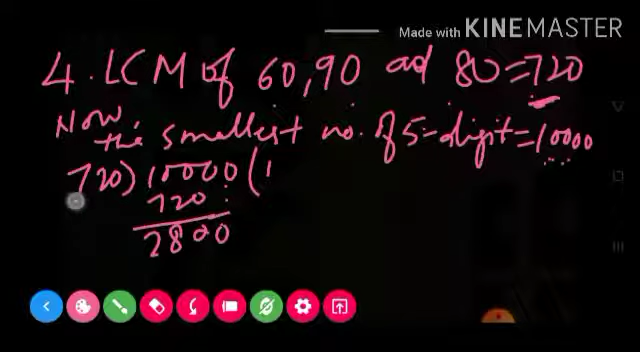 Made with KINEMASTER
4. LCM of 60, 90 ad 80 = 720
Now, the smallest no. of 5-digit = 10000
720) 10000 (1
720
2800